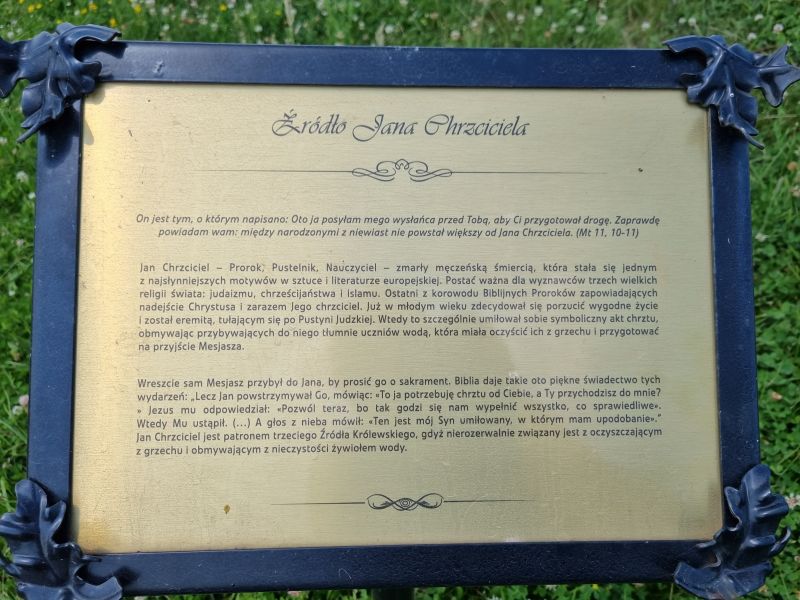 Źródło Jana Chrzciciela
On jest tym, o którym napisano: Oto ja posyłam mego wysłańca przed Tobą, aby Ci przygotował drogę. Zaprawdę
powiadam wam: między narodzonymi z niewiast nie powstał większy od Jana Chrzciciela. (Mt 11, 10-11)
Jan Chrzciciel – Prorok, Pustelnik, Nauczyciel – zmarły męczeńską śmiercią, która stała się jednym
z najsłynniejszych motywów w sztuce i literaturze europejskiej. Postać ważna dla wyznawców trzech wielkich
religii świata: judaizmu, chrześcijaństwa i islamu. Ostatni z korowodu Biblijnych Proroków zapowiadających
nadejście Chrystusa i zarazem Jego chrzciciel. Już w młodym wieku zdecydował się porzucić wygodne życie
i został eremitą, tułającym się po Pustyni Judzkiej. Wtedy to szczególnie umiłował sobie symboliczny akt chrztu,
obmywając przybywających do niego tłumnie uczniów wodą, która miała oczyścić ich z grzechu i przygotować
na przyjście Mesjasza.
Wreszcie sam Mesjasz przybył do Jana, by prosić go o sakrament. Biblia daje takie oto piękne świadectwo tych
wydarzeń: „Lecz Jan powstrzymywał Go, mówiąc: «To ja potrzebuję chrztu od Ciebie, a Ty przychodzisz do mnie?
» Jezus mu odpowiedział: «Pozwól teraz, bo tak godzi się nam wypełnić wszystko, co sprawiedliwe».
Wtedy Mu ustąpił. (...) A głos z nieba mówił: «Ten jest mój Syn umiłowany, w którym mam upodobanie».”
Jan Chrzciciel jest patronem trzeciego Źródła Królewskiego, gdyż nierozerwalnie związany jest z oczyszczającym
z grzechu i obmywającym z nieczystości żywiołem wody.